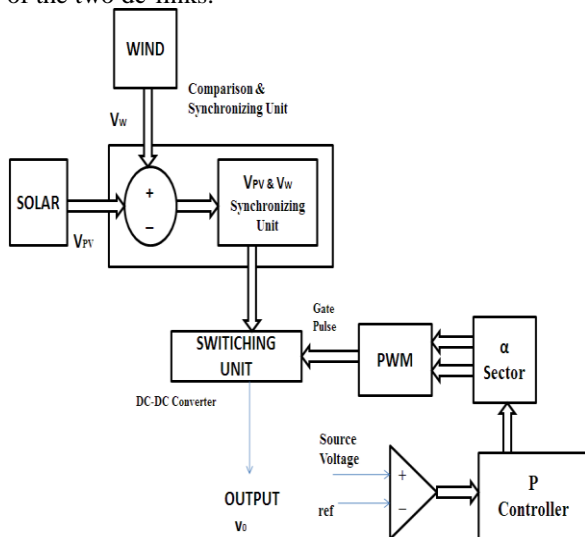 of the two dc-links.
WIND
Comparison &
Synchronizing Unit
Vw
SOLAR
+
−
VPV & Vw
Synchronizing
Unit
VPV
Gate
Pulse
SWITICHING
UNIT
PWM
α
Sector
DC-DC Converter
Source
Voltage
+
ref
−
P
Controller
OUTPUT
V0